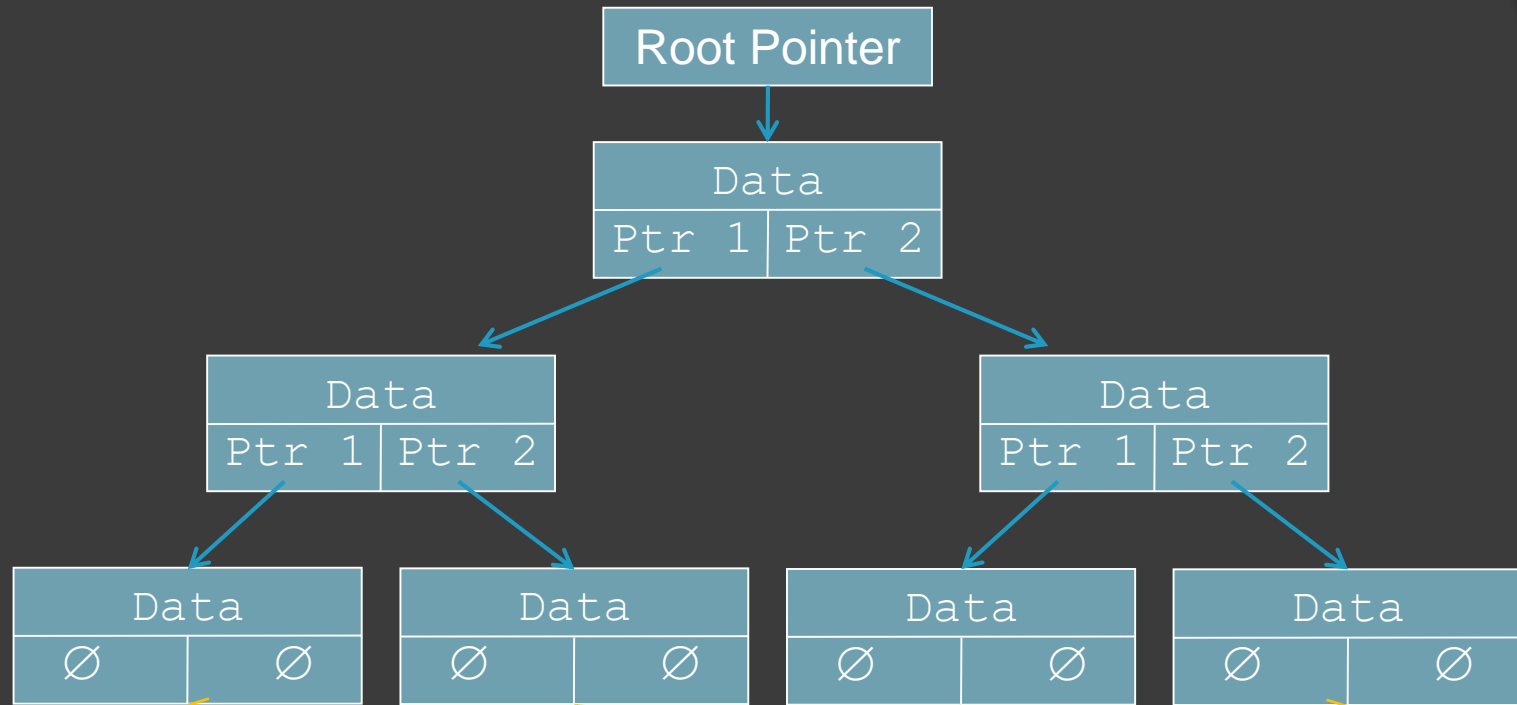 Root Pointer
Data
Ptr 1 Ptr 2
Data Data
Ptr 1 Ptr 2 Ptr 1 Ptr 2
Data Data Data Data
∅ ∅ ∅ ∅ ∅ ∅ ∅ ∅